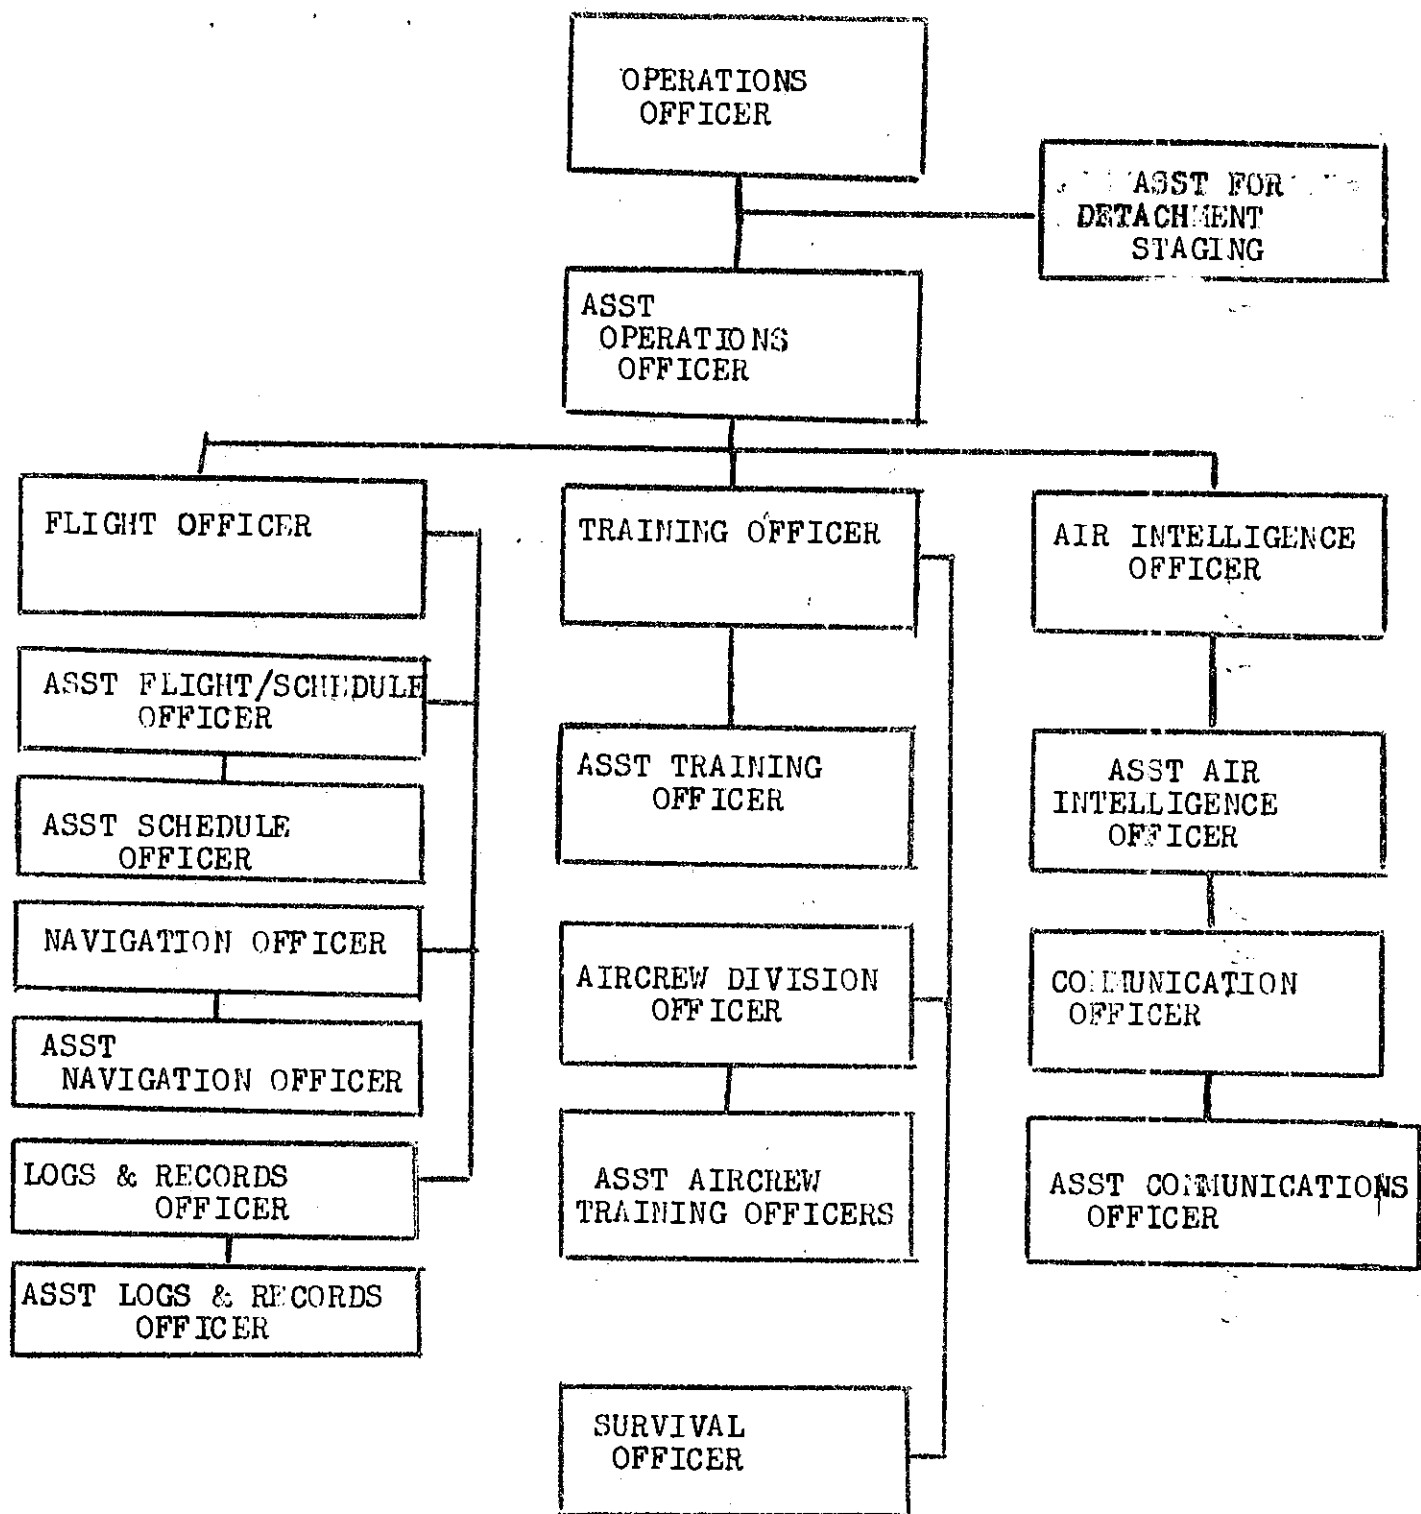 OPERATIONS
OFFICER
ASST FOR
DETACHMENT
STAGING
ASST
OPERATIONS
OFFICER
FLIGHT OFFICER
ASST FLIGHT/SCHEDULE
OFFICER
ASST SCHEDULE
OFFICER
NAVIGATION OFFICER
ASST
NAVIGATION OFFICER
LOGS & RECORDS
OFFICER
ASST LOGS & RECORDS
OFFICER
TRAINING OFFICER
ASST TRAINING
OFFICER
AIRCREW DIVISION
OFFICER
ASST AIRCREW
TRAINING OFFICERS
SURVIVAL
OFFICER
AIR INTELLIGENCE
OFFICER
ASST AIR
INTELLIGENCE
OFFICER
COMMUNICATION
OFFICER
ASST COMMUNICATIONS
OFFICER